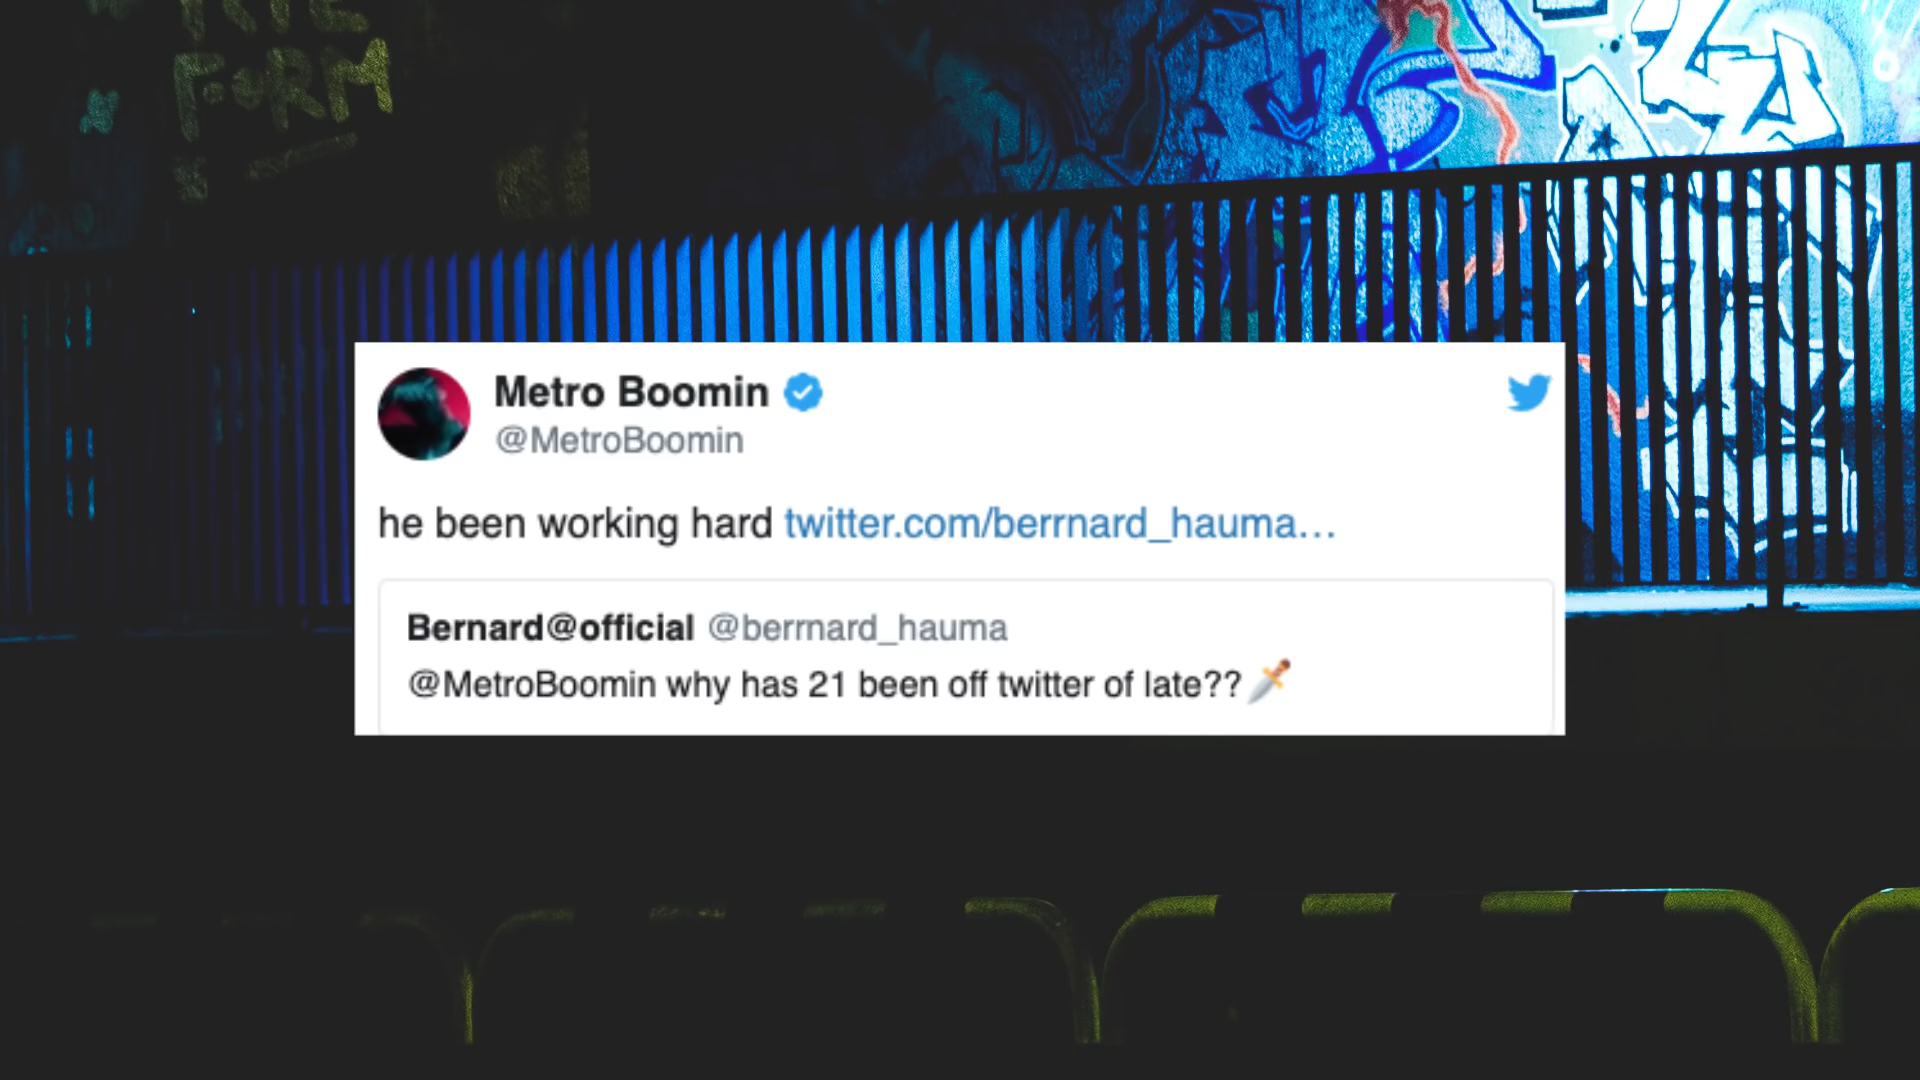 FORM
Metro Boomin
@MetroBoomin
he been working hard twitter.com/berrnard_hauma…
Bernard@official @berrnard_hauma
@MetroBoomin why has 21 been off twitter of late??🗡️